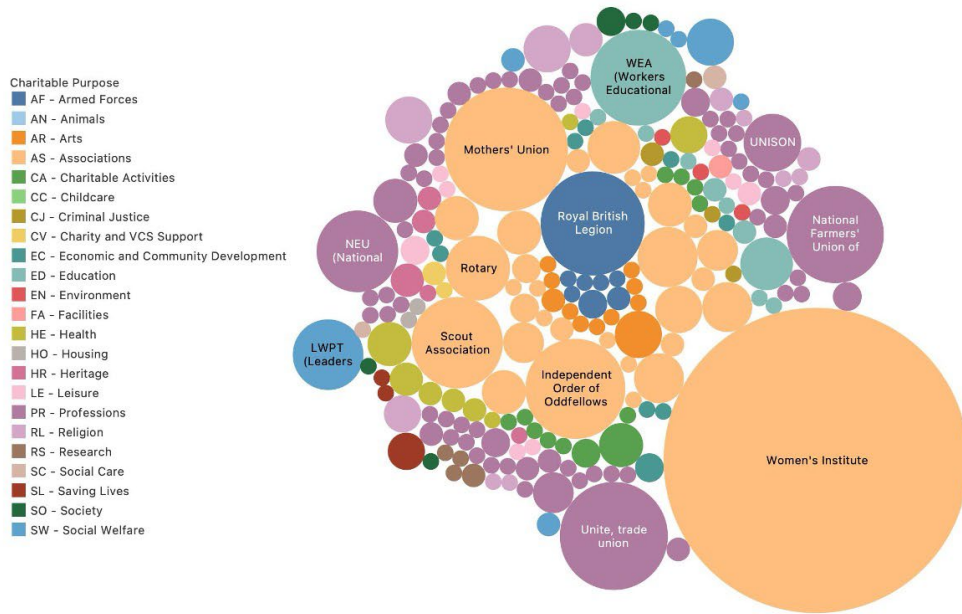 Charitable Purpose
AF - Armed Forces
AN - Animals
AR - Arts
AS - Associations
CA - Charitable Activities
CC - Childcare
CJ - Criminal Justice
CV - Charity and VCS Support
EC - Economic and Community Development
ED - Education
EN - Environment
FA - Facilities
HE - Health
HO - Housing
HR - Heritage
LE - Leisure
PR - Professions
RL - Religion
RS - Research
SC - Social Care
SL - Saving Lives
SO - Society
SW - Social Welfare
WEA
(Workers
Educational
Mothers' Union
UNISON
Royal British
Legion
National
Farmers'
Union of
NEU
(National
Rotary
Scout
Association
LWPT
(Leaders
Independent
Order of
Oddfellows
Women's Institute
Unite, trade
union